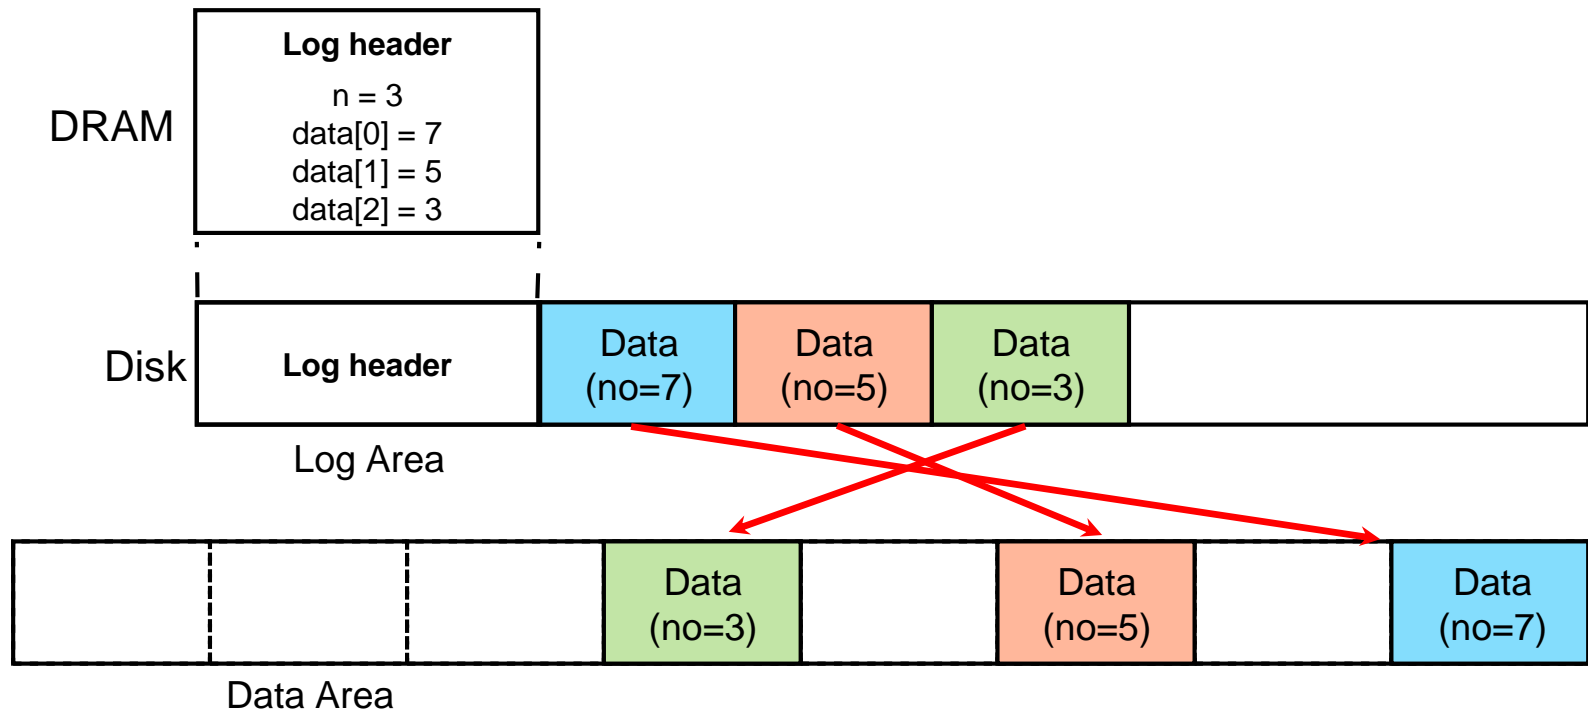 Log header
n = 3
DRAM
data[0] = 7
data[1] = 5
data[2] = 3
Disk
Log header
Data
(no=7)
Data
(no=5)
Data
(no=3)
Log Area
Data
(no=3)
Data
(no=5)
Data
(no=7)
Data Area